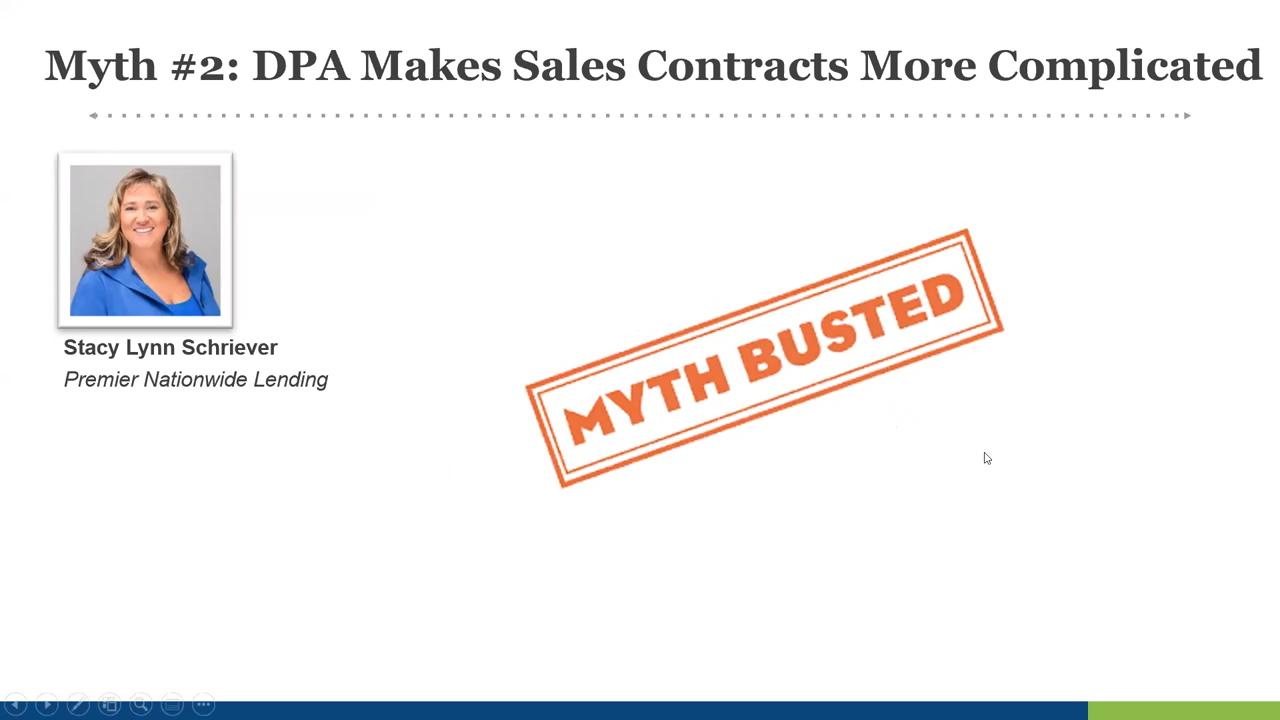 Myth #2: DPA Makes Sales Contracts More Complicated
Stacy Lynn Schriever
Premier Nationwide Lending
MYTH BUSTED